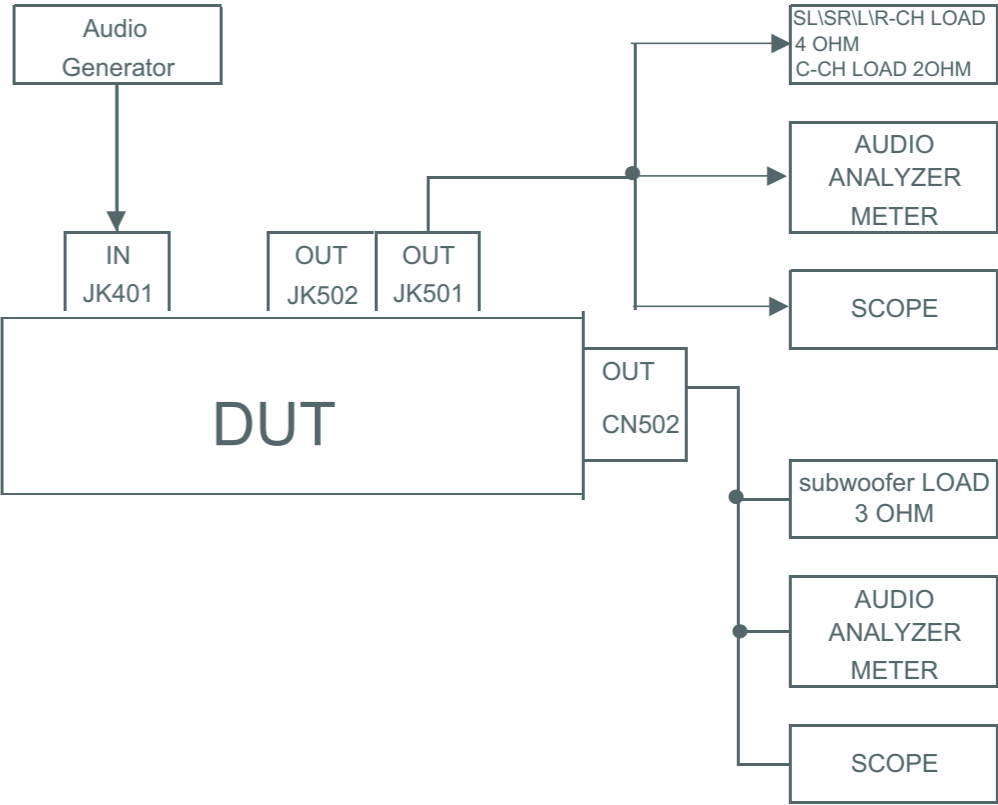 Audio
Generator
SL\SR\L\R-CH LOAD
4 OHM
C-CH LOAD 2OHM
AUDIO
ANALYZER
METER
IN
JK401
OUT
JK502
OUT
JK501
SCOPE
DUT
OUT
CN502
subwoofer LOAD
3 OHM
AUDIO
ANALYZER
METER
SCOPE